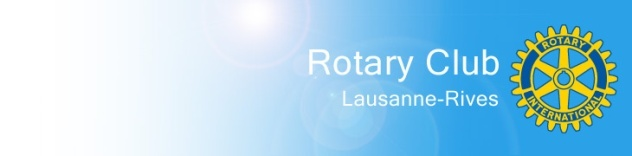 Rotary Club
Lausanne-Rives
ROTARY
INTERNATIONAL